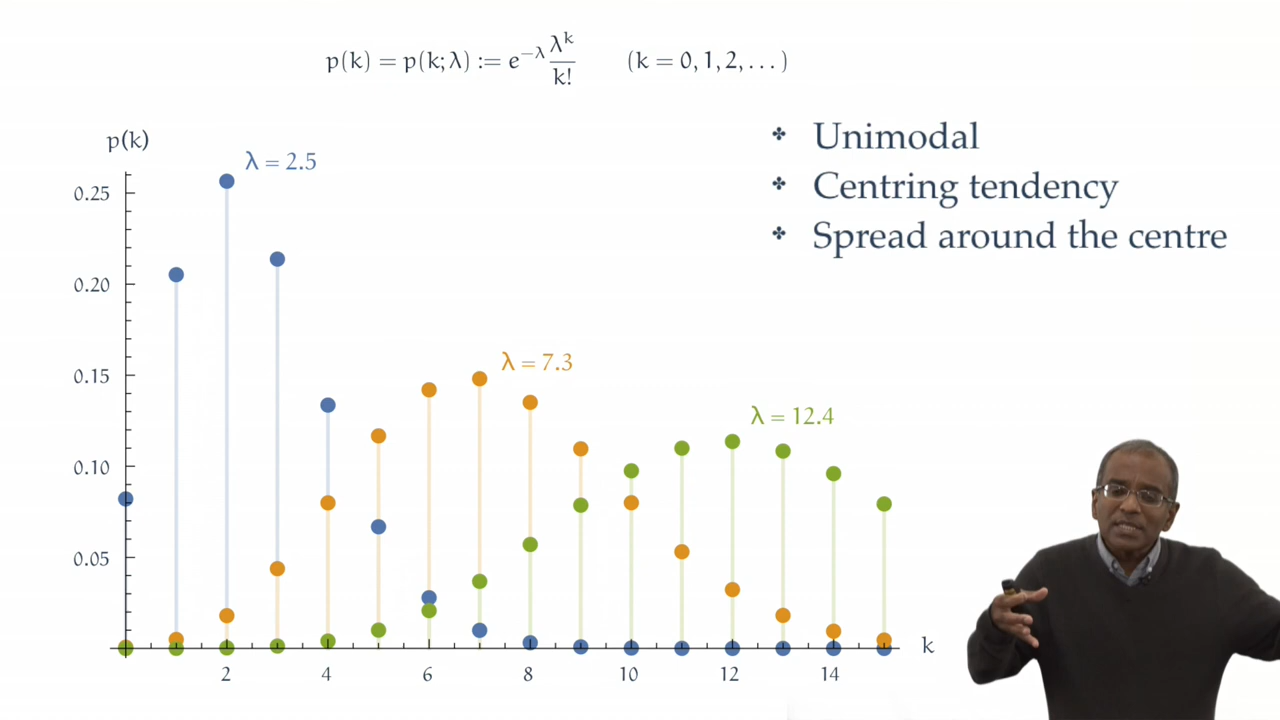 p(k) = p(k; λ) := e^{−λ} λ^k / k! (k = 0, 1, 2, . . . )
❖ Unimodal
❖ Centring tendency
❖ Spread around the centre
p(k)
λ = 2.5
0.25
0.20
0.15
λ = 7.3
λ = 12.4
0.10
0.05
k
2 4 6 8 10 12 14